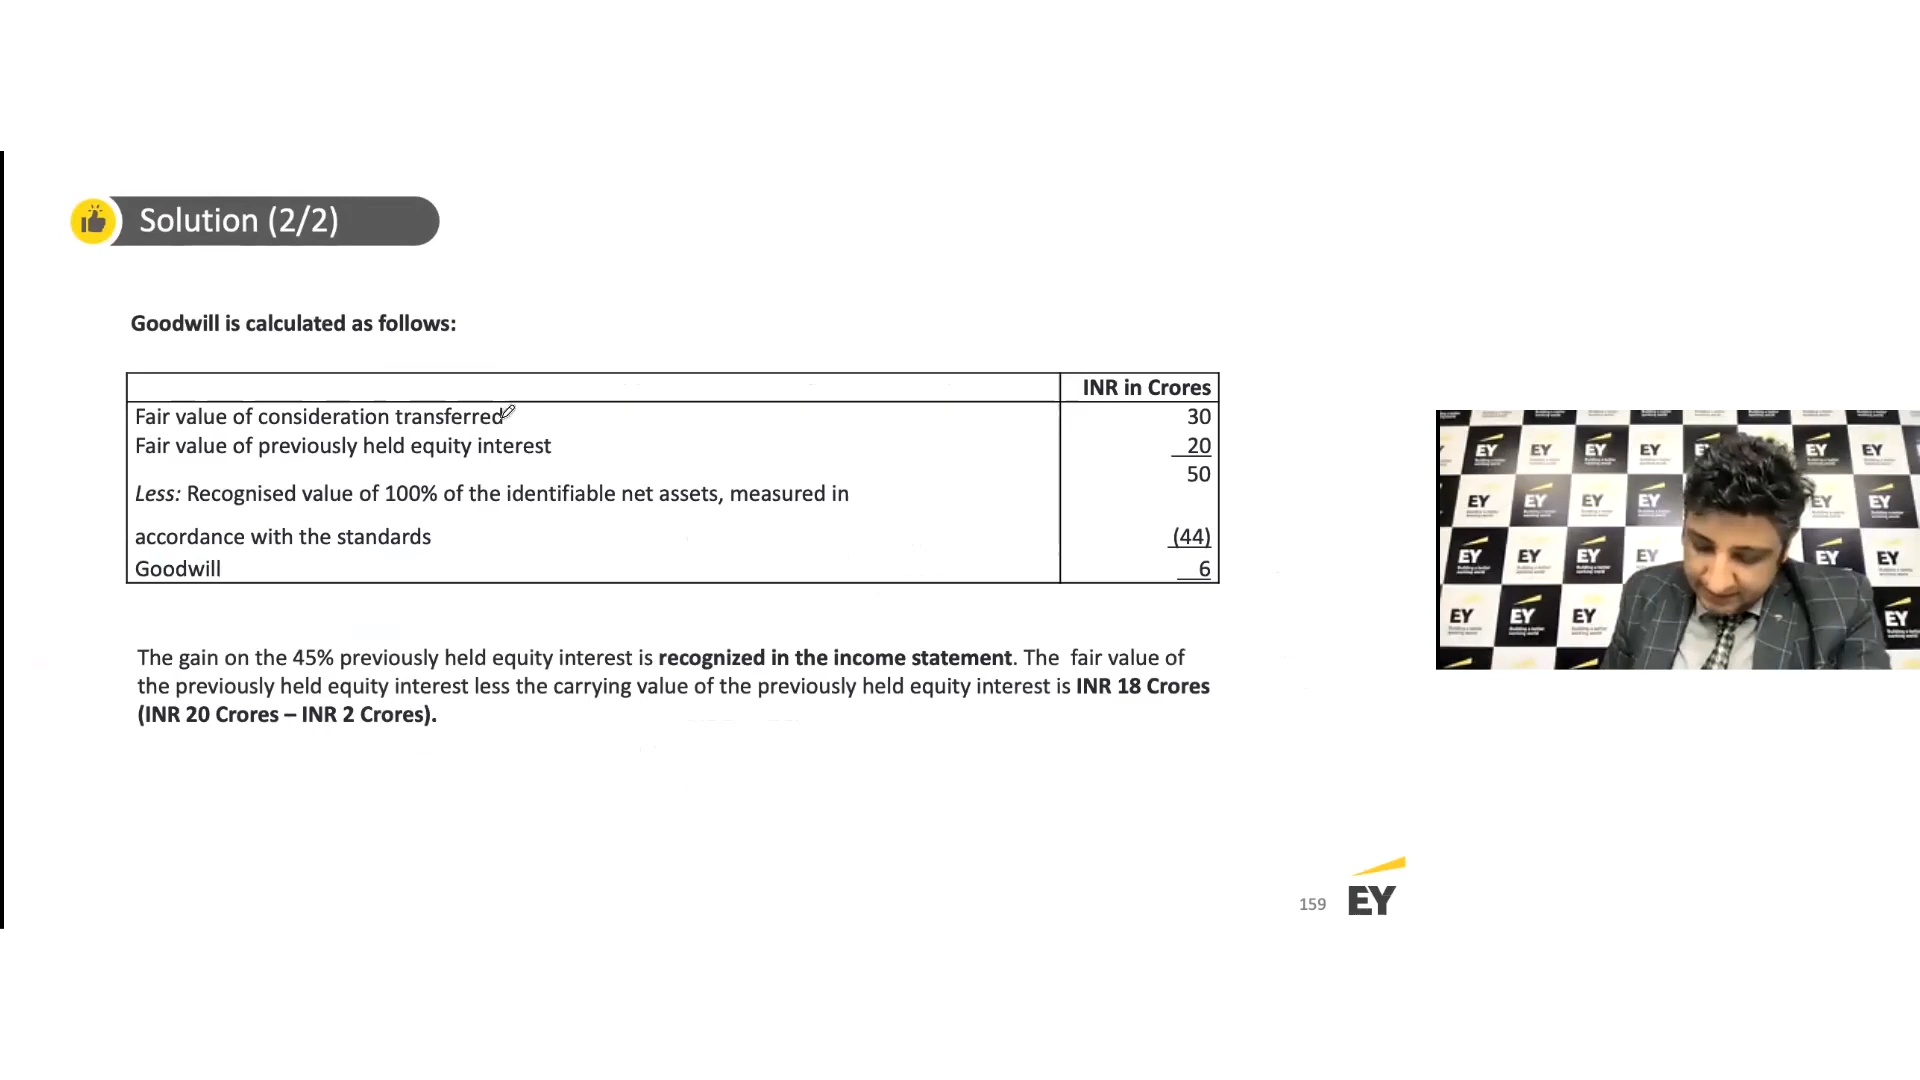 Solution (2/2)
Goodwill is calculated as follows:
INR in Crores
Fair value of consideration transferred 30
Fair value of previously held equity interest 20
50
Less: Recognised value of 100% of the identifiable net assets, measured in
accordance with the standards (44)
Goodwill 6
The gain on the 45% previously held equity interest is recognized in the income statement. The fair value of
the previously held equity interest less the carrying value of the previously held equity interest is INR 18 Crores
(INR 20 Crores – INR 2 Crores).
159 EY